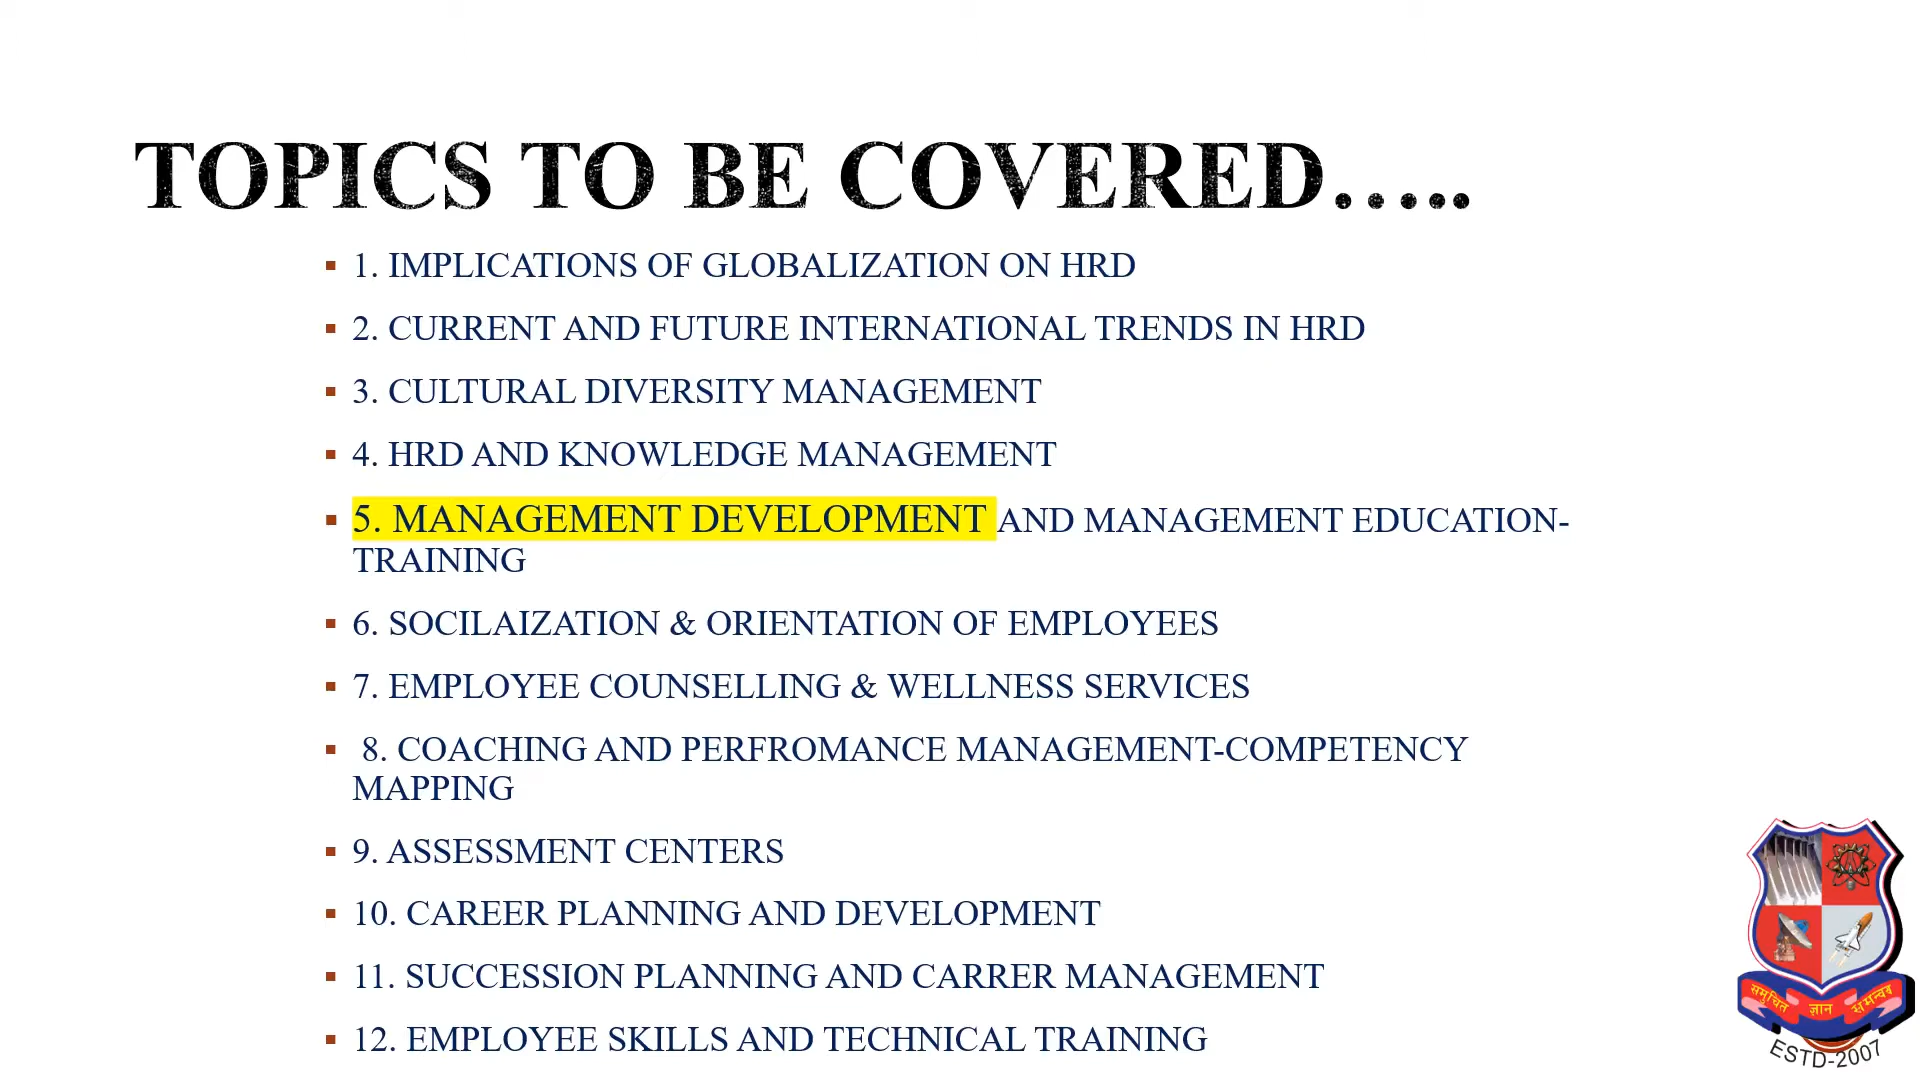 TOPICS TO BE COVERED…..
▪ 1. IMPLICATIONS OF GLOBALIZATION ON HRD
▪ 2. CURRENT AND FUTURE INTERNATIONAL TRENDS IN HRD
▪ 3. CULTURAL DIVERSITY MANAGEMENT
▪ 4. HRD AND KNOWLEDGE MANAGEMENT
▪ 5. MANAGEMENT DEVELOPMENT AND MANAGEMENT EDUCATION-
TRAINING
▪ 6. SOCILAIZATION & ORIENTATION OF EMPLOYEES
▪ 7. EMPLOYEE COUNSELLING & WELLNESS SERVICES
▪ 8. COACHING AND PERFROMANCE MANAGEMENT-COMPETENCY
MAPPING
▪ 9. ASSESSMENT CENTERS
▪ 10. CAREER PLANNING AND DEVELOPMENT
▪ 11. SUCCESSION PLANNING AND CARRER MANAGEMENT
▪ 12. EMPLOYEE SKILLS AND TECHNICAL TRAINING
समुचित ज्ञान समन्वय
ESTD-2007